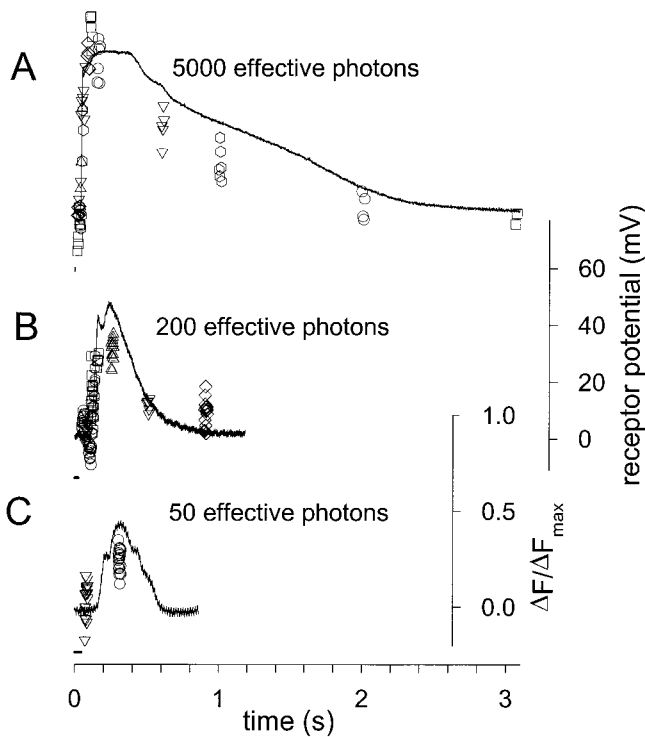 A
5000 effective photons
B
200 effective photons
C
50 effective photons
60
40
20
0
receptor potential (mV)
1.0
0.5
0.0
ΔF/ΔFmax
0
1
2
3
time (s)